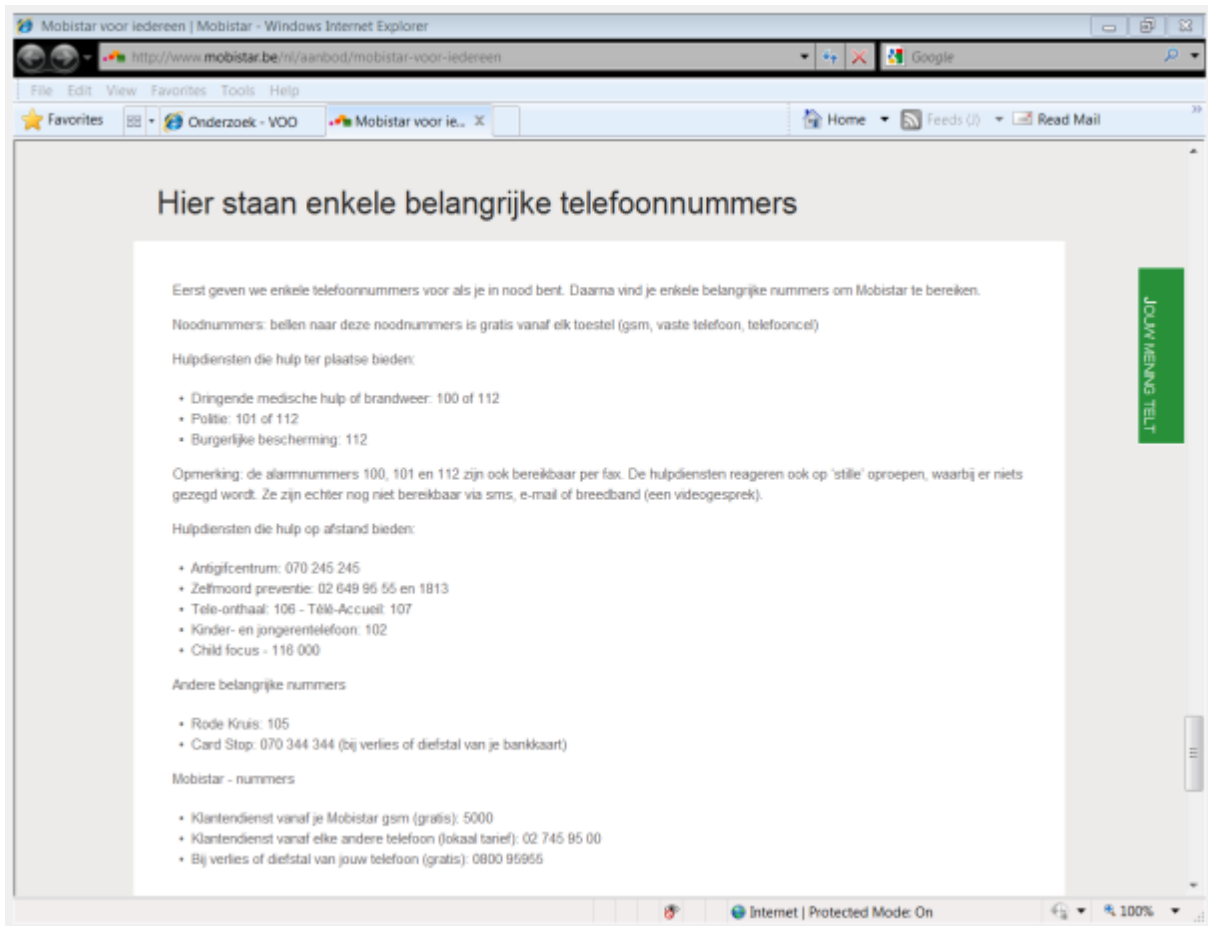 Mobistar voor iedereen | Mobistar - Windows Internet Explorer
http://www.mobistar.be/nl/aanbod/mobistar-voor-iedereen
Google
File Edit View Favorites Tools Help
Favorites
Onderzoek - VOO
Mobistar voor ie... X
Home
Feeds (J)
Read Mail
Hier staan enkele belangrijke telefoonnummers
Eerst geven we enkele telefoonnummers voor als je in nood bent. Daarna vind je enkele belangrijke nummers om Mobistar te bereiken.
Noodnummers: bellen naar deze noodnummers is gratis vanaf elk toestel (gsm, vaste telefoon, telefooncel)
Hulpdiensten die hulp ter plaatse bieden:
• Dringende medische hulp of brandweer: 100 of 112
• Politie: 101 of 112
• Burgerlijke bescherming: 112
Opmerking: de alarmnummers 100, 101 en 112 zijn ook bereikbaar per fax. De hulpdiensten reageren ook op 'stille' oproepen, waarbij er niets
gezegd wordt. Ze zijn echter nog niet bereikbaar via sms, e-mail of breedband (een videogesprek).
Hulpdiensten die hulp op afstand bieden:
• Antigifcentrum: 070 245 245
• Zelfmoord preventie: 02 649 95 55 en 1813
• Tele-onthaal: 106 - Télé-Accueil: 107
• Kinder- en jongerentelefoon: 102
• Child focus - 116 000
Andere belangrijke nummers
• Rode Kruis: 105
• Card Stop: 070 344 344 (bij verlies of diefstal van je bankkaart)
Mobistar - nummers
• Klantendienst vanaf je Mobistar gsm (gratis): 5000
• Klantendienst vanaf elke andere telefoon (lokaal tarief): 02 745 95 00
• Bij verlies of diefstal van jouw telefoon (gratis): 0800 95955
JOUW MENING TELT
Internet | Protected Mode: On
100%